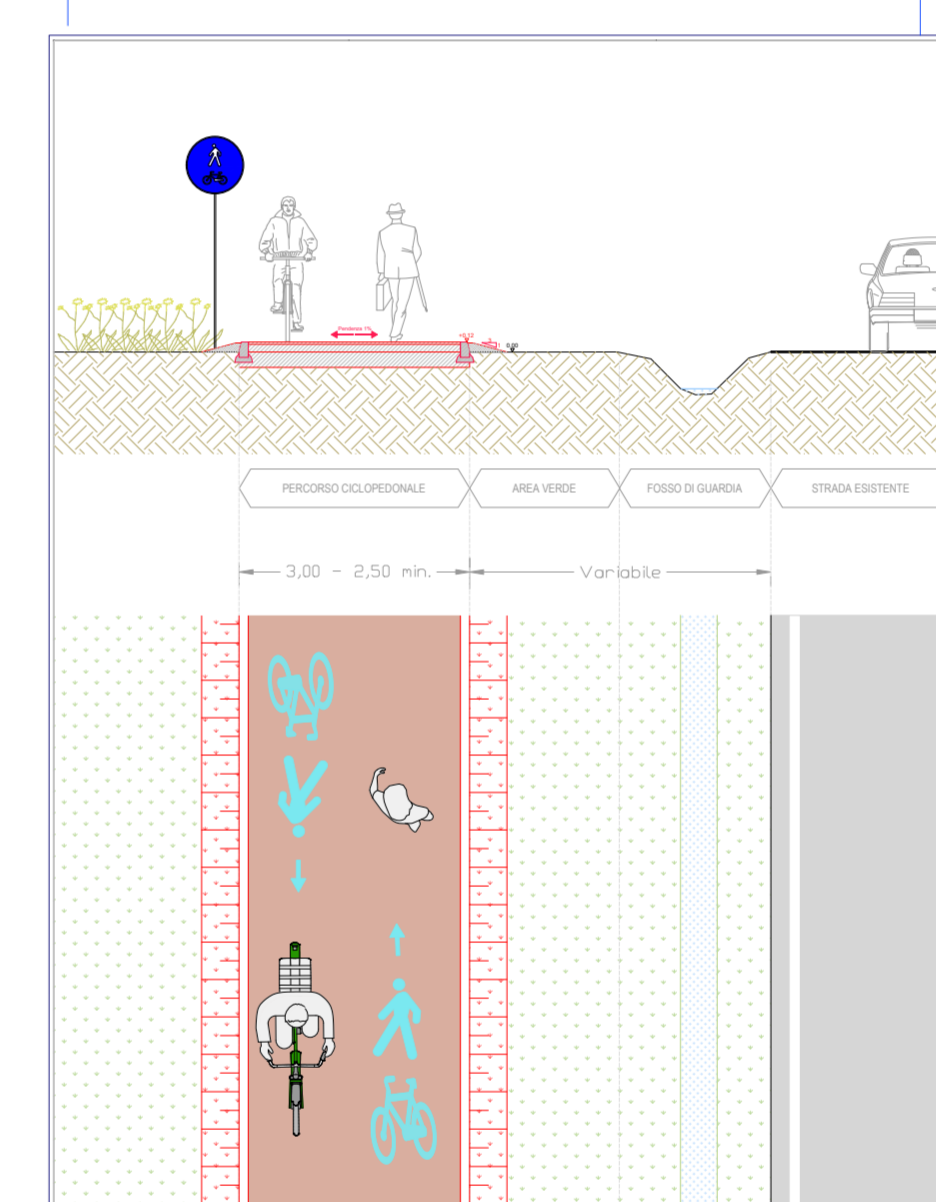 Pendenza 1%
+0,12
0,00
PERCORSO CICLOPEDONALE
AREA VERDE
FOSSO DI GUARDIA
STRADA ESISTENTE
3,00 - 2,50 min.
Variabile